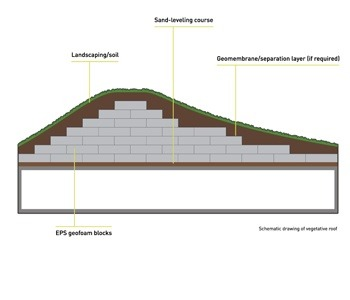 Sand-leveling course
Landscaping/soil
Geomembrane/separation layer (if required)
EPS geofoam blocks
Schematic drawing of vegetative roof